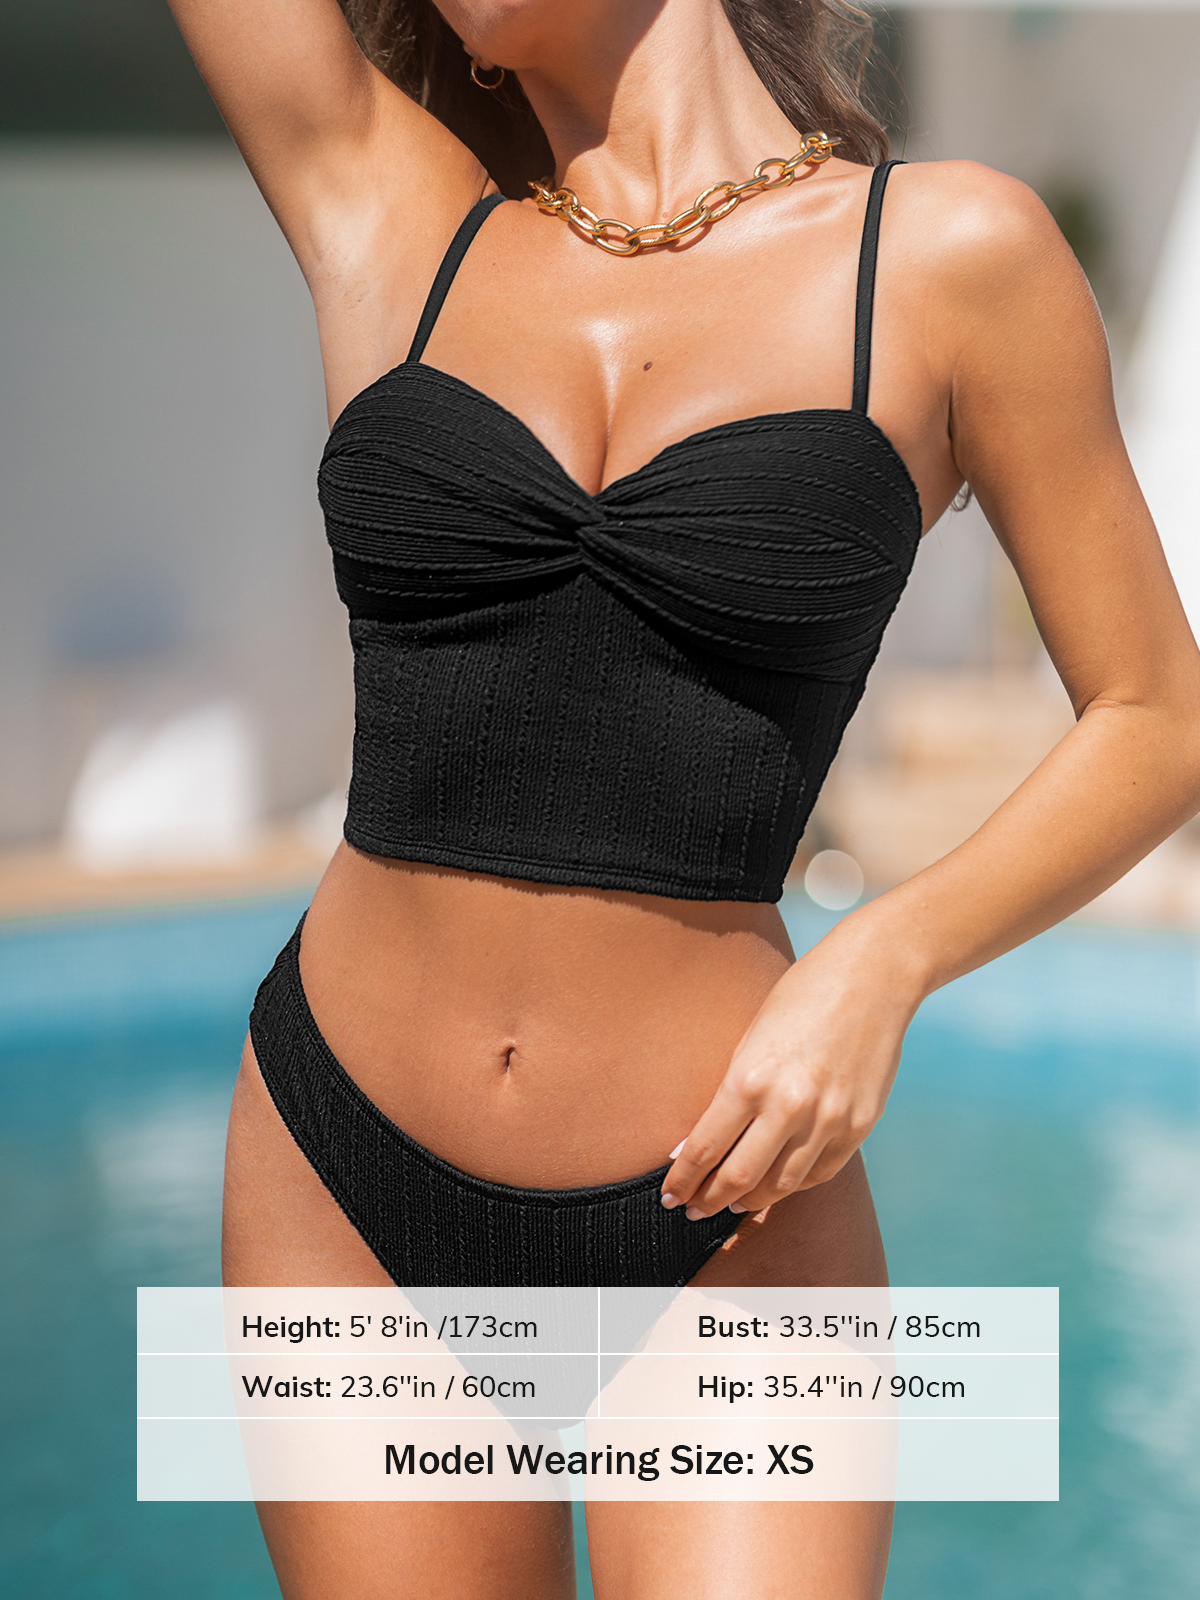 Height: 5' 8'in /173cm
Bust: 33.5''in / 85cm
Waist: 23.6''in / 60cm
Hip: 35.4''in / 90cm
Model Wearing Size: XS